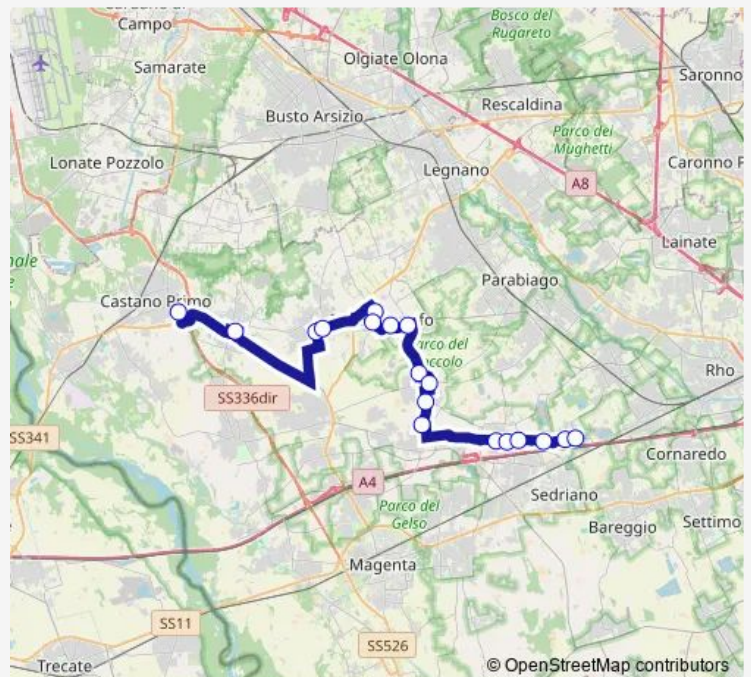 Campo
Bosco del
Rugareto
Samarate
Olgiate Olona
Saronno
Busto Arsizio
Rescaldina
Parco dei
Mughetti
Lonate Pozzolo
Legnano
Caronno P
A8
Lainate
nale
Parabiago
Castano Primo
fo
Rho
SS336dir
SS341
Cornaredo
A4
Sedriano
Parco del
Gelso
Bareggio
Settimo
Magenta
SS11
SS526
Trecate
© OpenStreetMap contributors